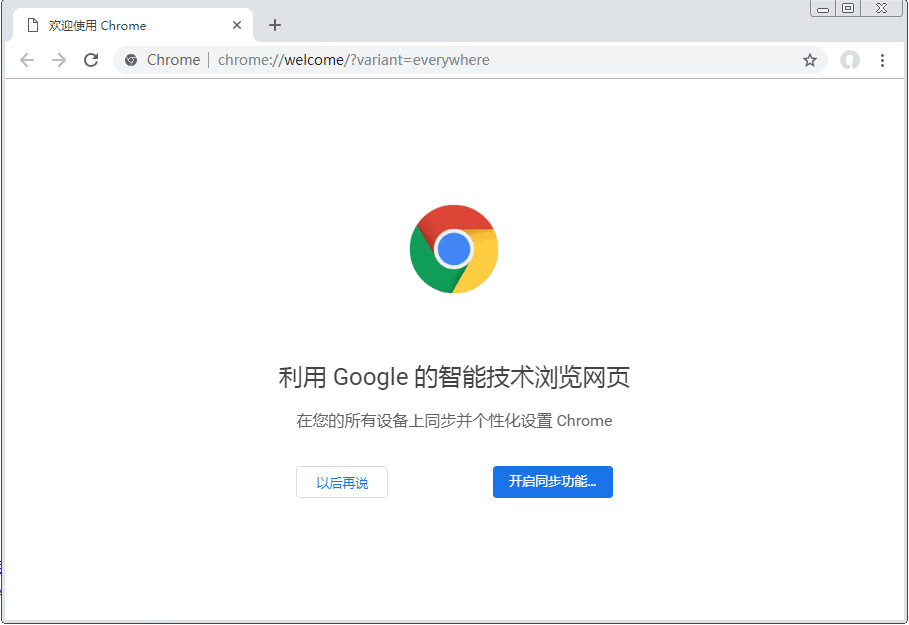 欢迎使用 Chrome
Chrome | chrome://welcome/?variant=everywhere
利用 Google 的智能技术浏览网页
在您的所有设备上同步并个性化设置 Chrome
以后再说
开启同步功能...